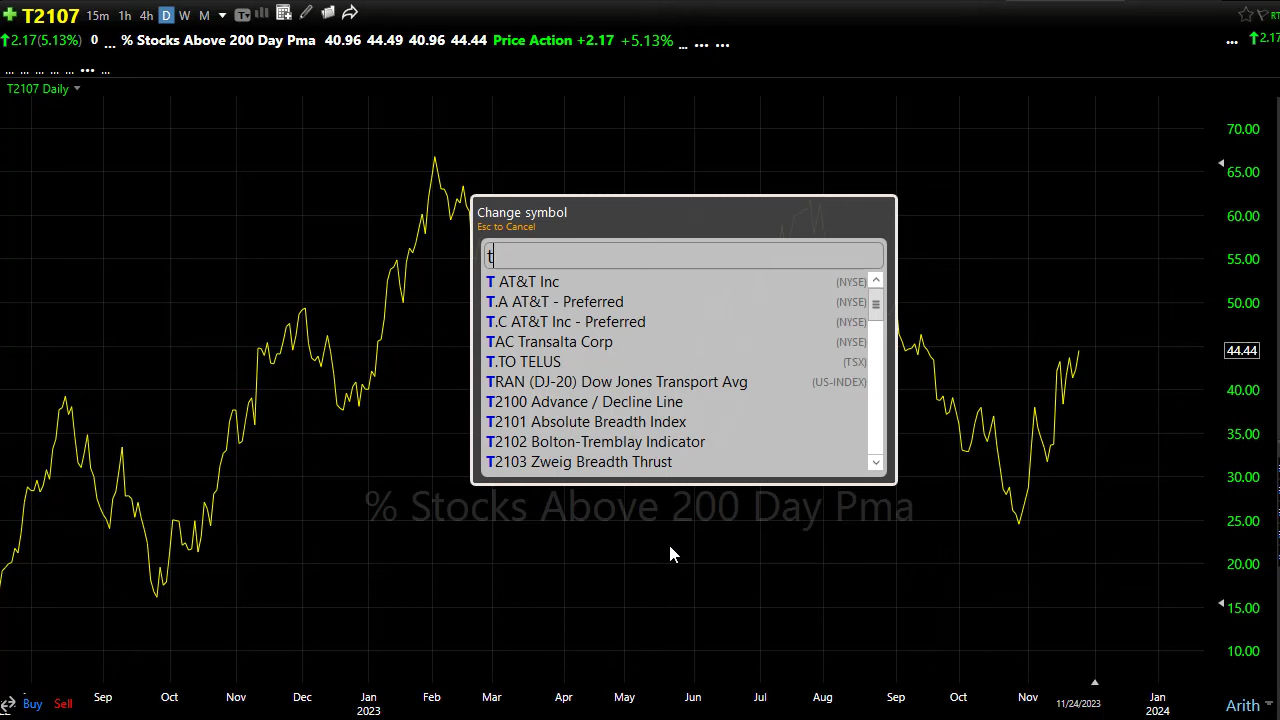 T2107 15m 1h 4h D W M
2.17(5.13%) 0 ... % Stocks Above 200 Day Pma 40.96 44.49 40.96 44.44 Price Action +2.17 +5.13% ... ... ... ... 2.17
... ... ... ... ... ... ...
T2107 Daily
70.00
65.00
60.00
55.00
50.00
44.44
40.00
35.00
30.00
25.00
20.00
15.00
10.00
Change symbol
Esc to Cancel
t
T AT&T Inc (NYSE)
T.A AT&T - Preferred (NYSE)
T.C AT&T Inc - Preferred (NYSE)
TAC Transalta Corp (NYSE)
T.TO TELUS (TSX)
TRAN (DJ-20) Dow Jones Transport Avg (US-INDEX)
T2100 Advance / Decline Line
T2101 Absolute Breadth Index
T2102 Bolton-Tremblay Indicator
T2103 Zweig Breadth Thrust
% Stocks Above 200 Day Pma
Sep Oct Nov Dec Jan Feb Mar Apr May Jun Jul Aug Sep Oct Nov Jan
2023 11/24/2023 2024
Buy Sell Arith